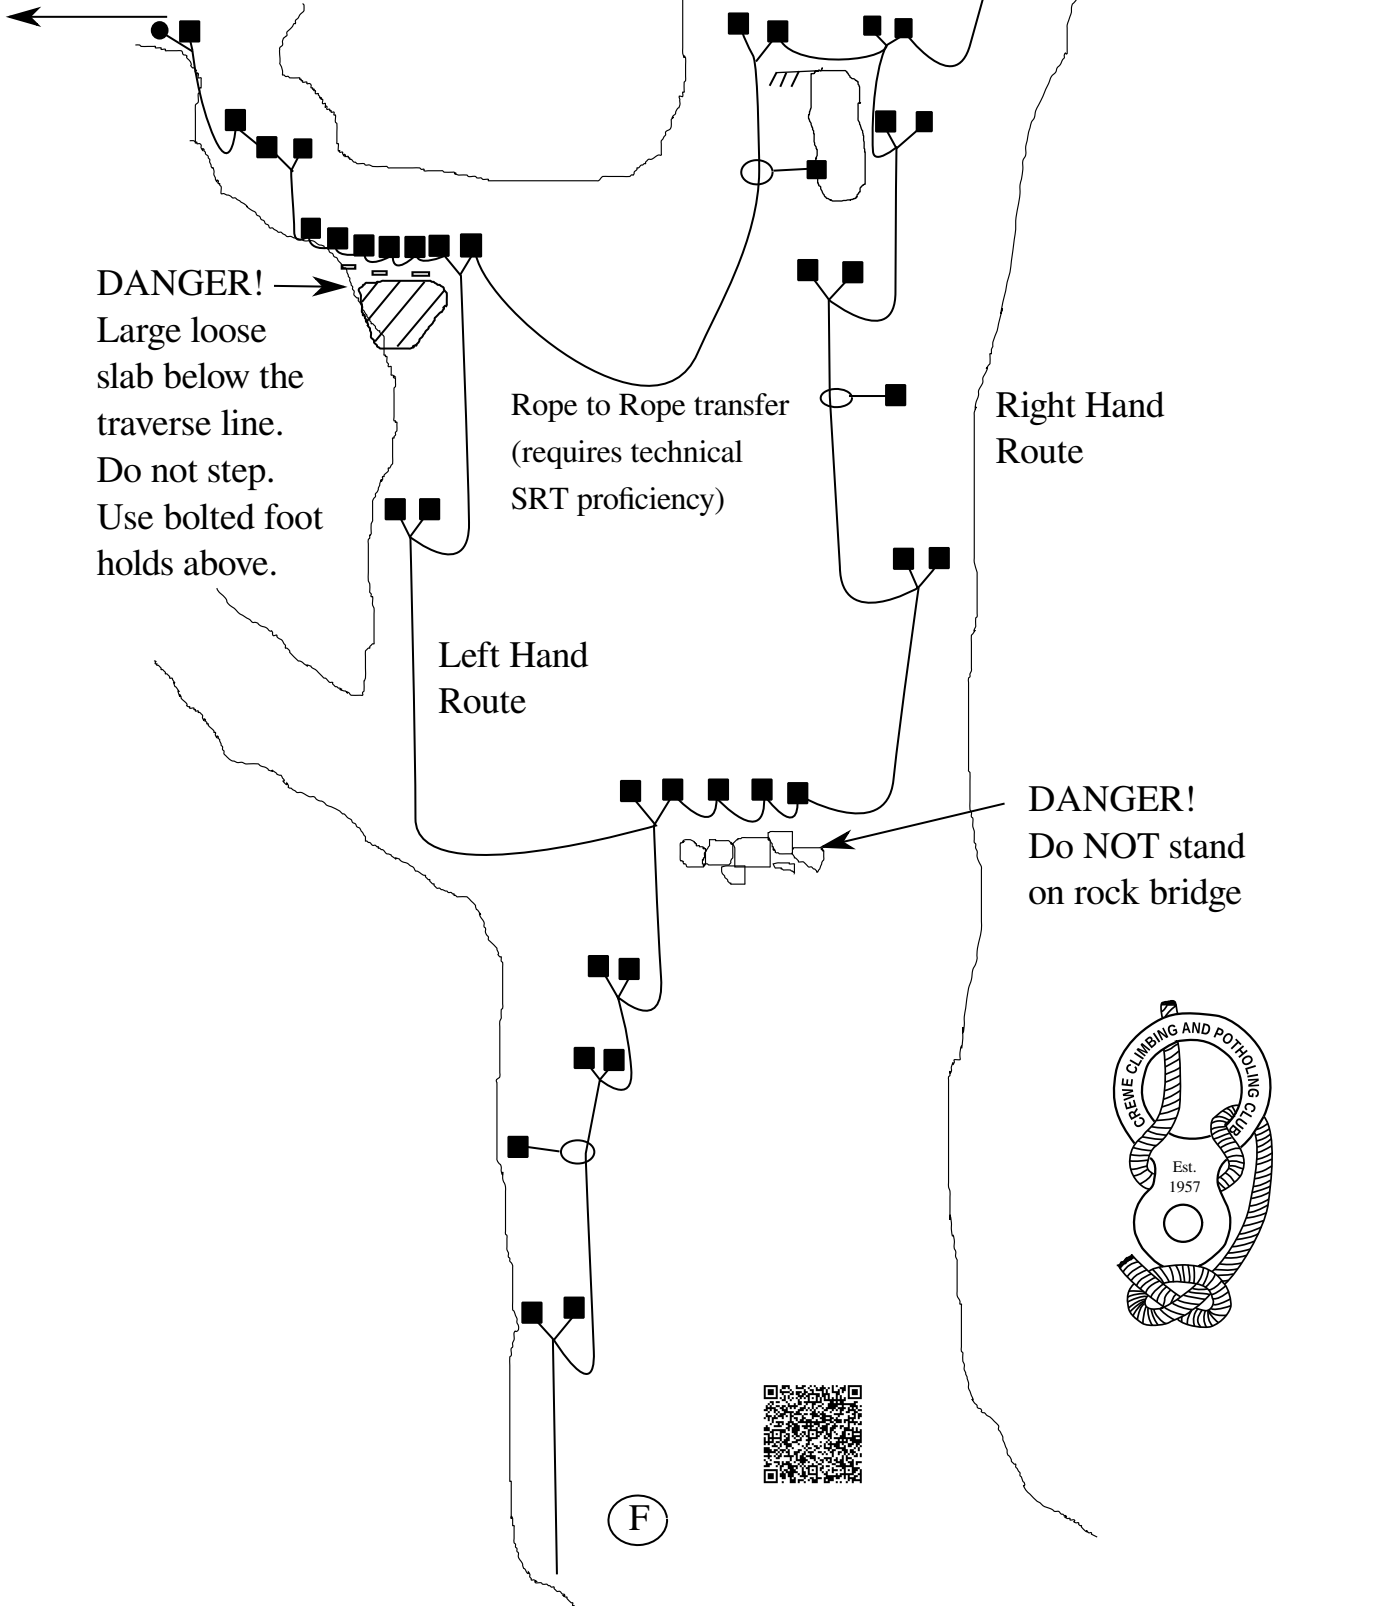 DANGER!
Large loose
slab below the
traverse line.
Do not step.
Use bolted foot
holds above.
Rope to Rope transfer
(requires technical
SRT proficiency)
Right Hand
Route
Left Hand
Route
DANGER!
Do NOT stand
on rock bridge
CREWE CLIMBING AND POTHOLING CLUB
Est.
1957
F